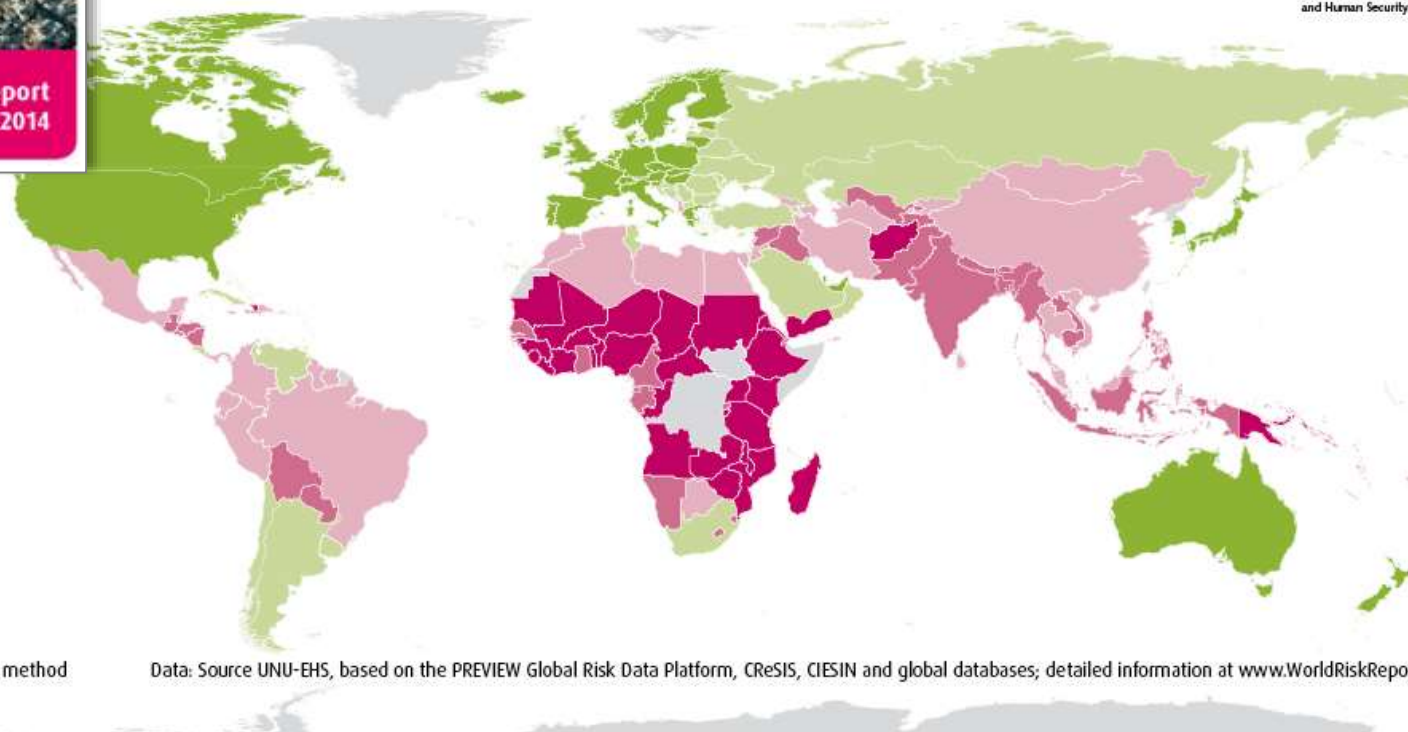 and Human Security
port
2014
method
Data: Source UNU-EHS, based on the PREVIEW Global Risk Data Platform, CReSIS, CIESIN and global databases; detailed information at www.WorldRiskRepo